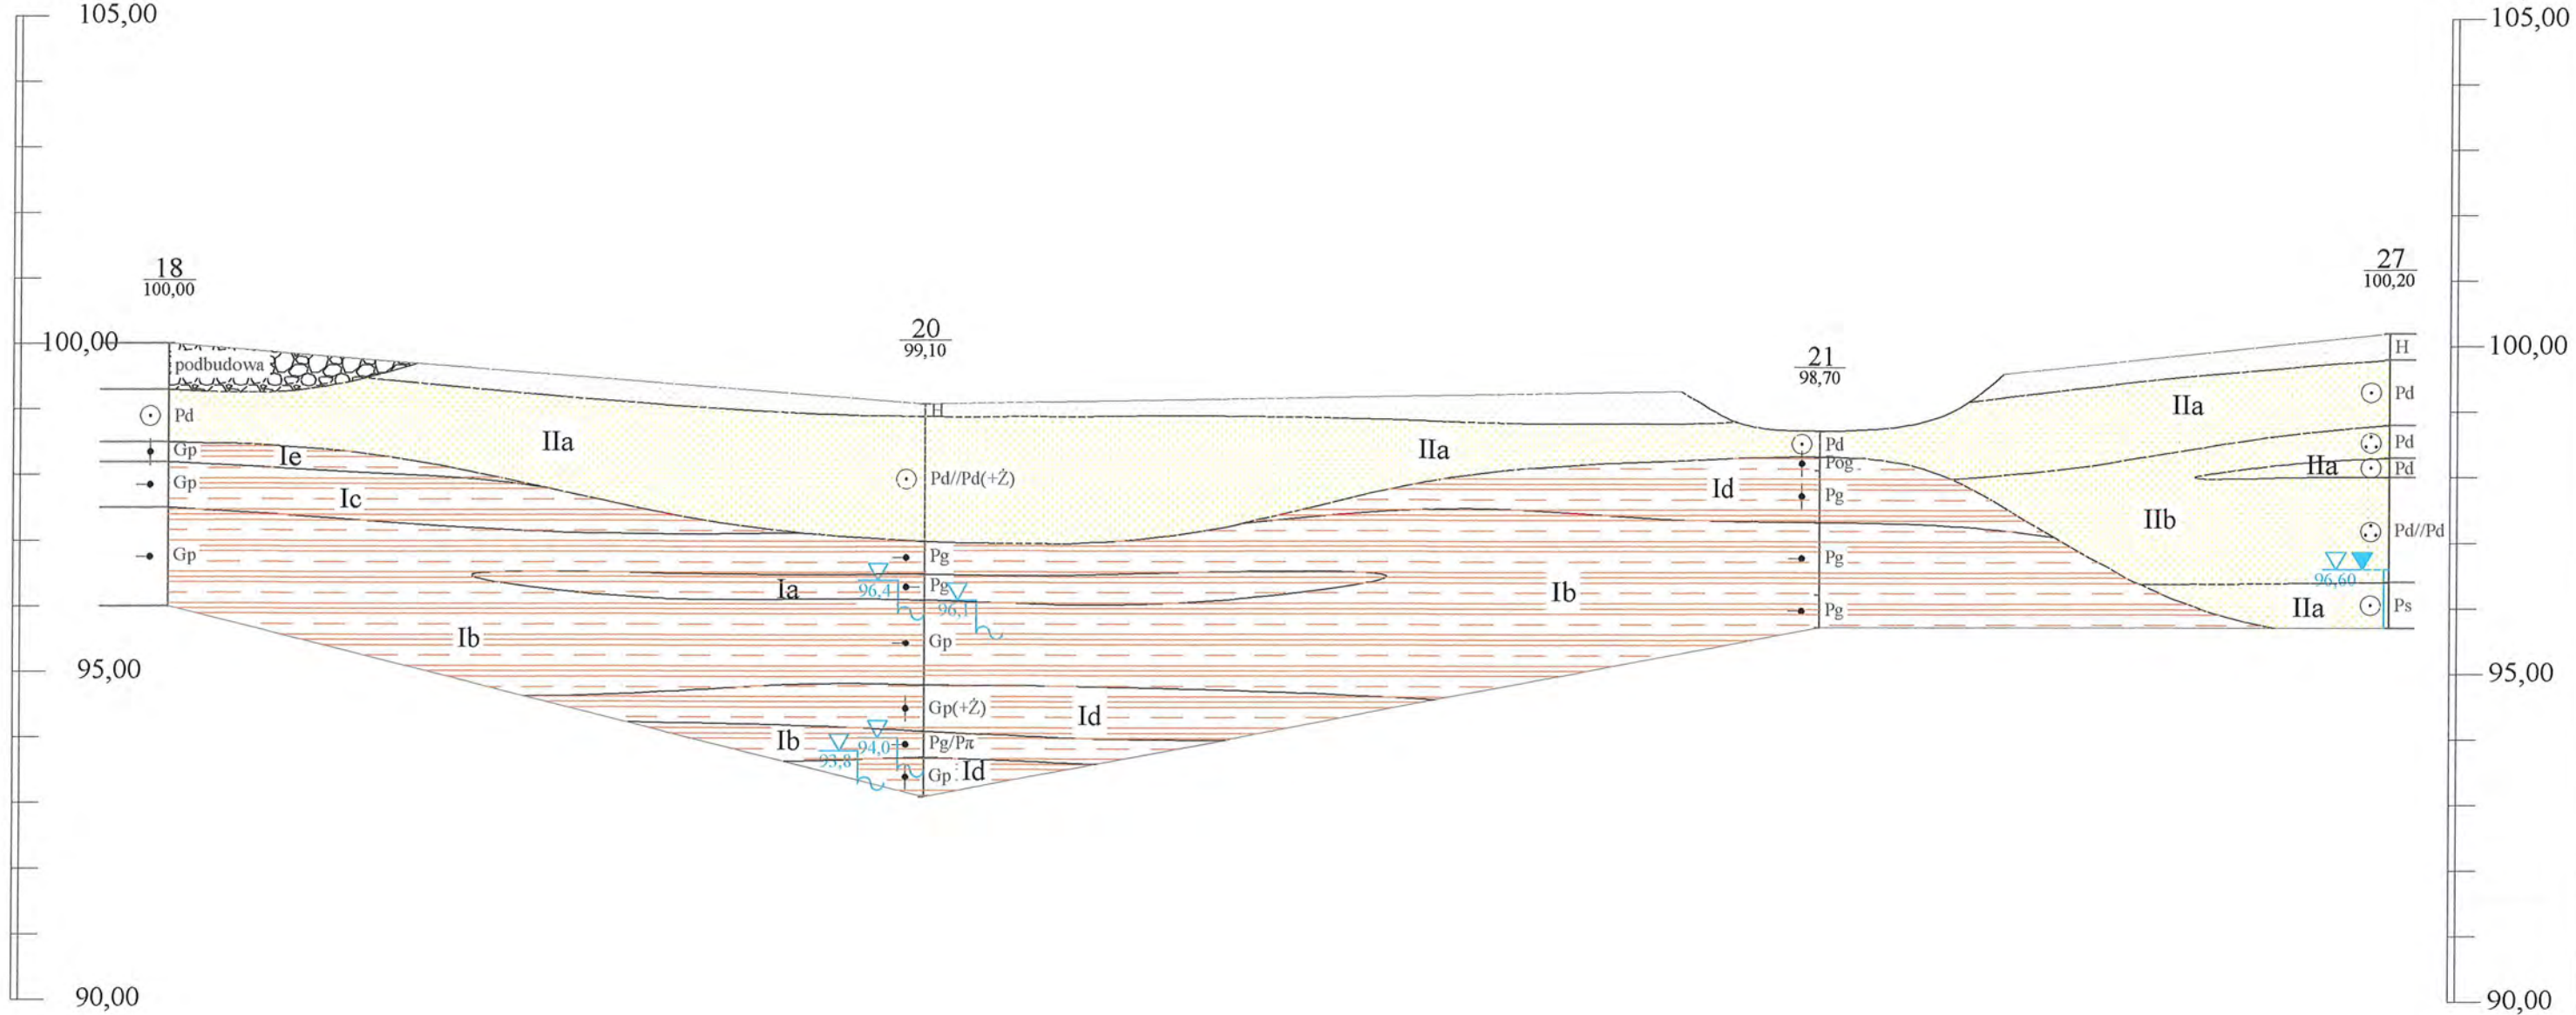 105,00
105,00
18
100,00
27
100,20
20
99,10
21
98,70
100,00
100,00
podbudowa
H
H
Pd
IIa
Pd
Pd
IIa
IIa
Pd
Pd
Gp
Ie
Pog
IIa
Pd
Gp
Ic
Pd//Pd(+Ż)
Id
Pg
IIb
Pd//Pd
Gp
Pg
Pg
96,60
Ia
96,4
Pg
96,1
Ib
Pg
IIa
Ps
Ib
Gp
95,00
95,00
Gp(+Ż)
Id
Ib
93,8
94,0
Pg/Pπ
Gp
Id
90,00
90,00